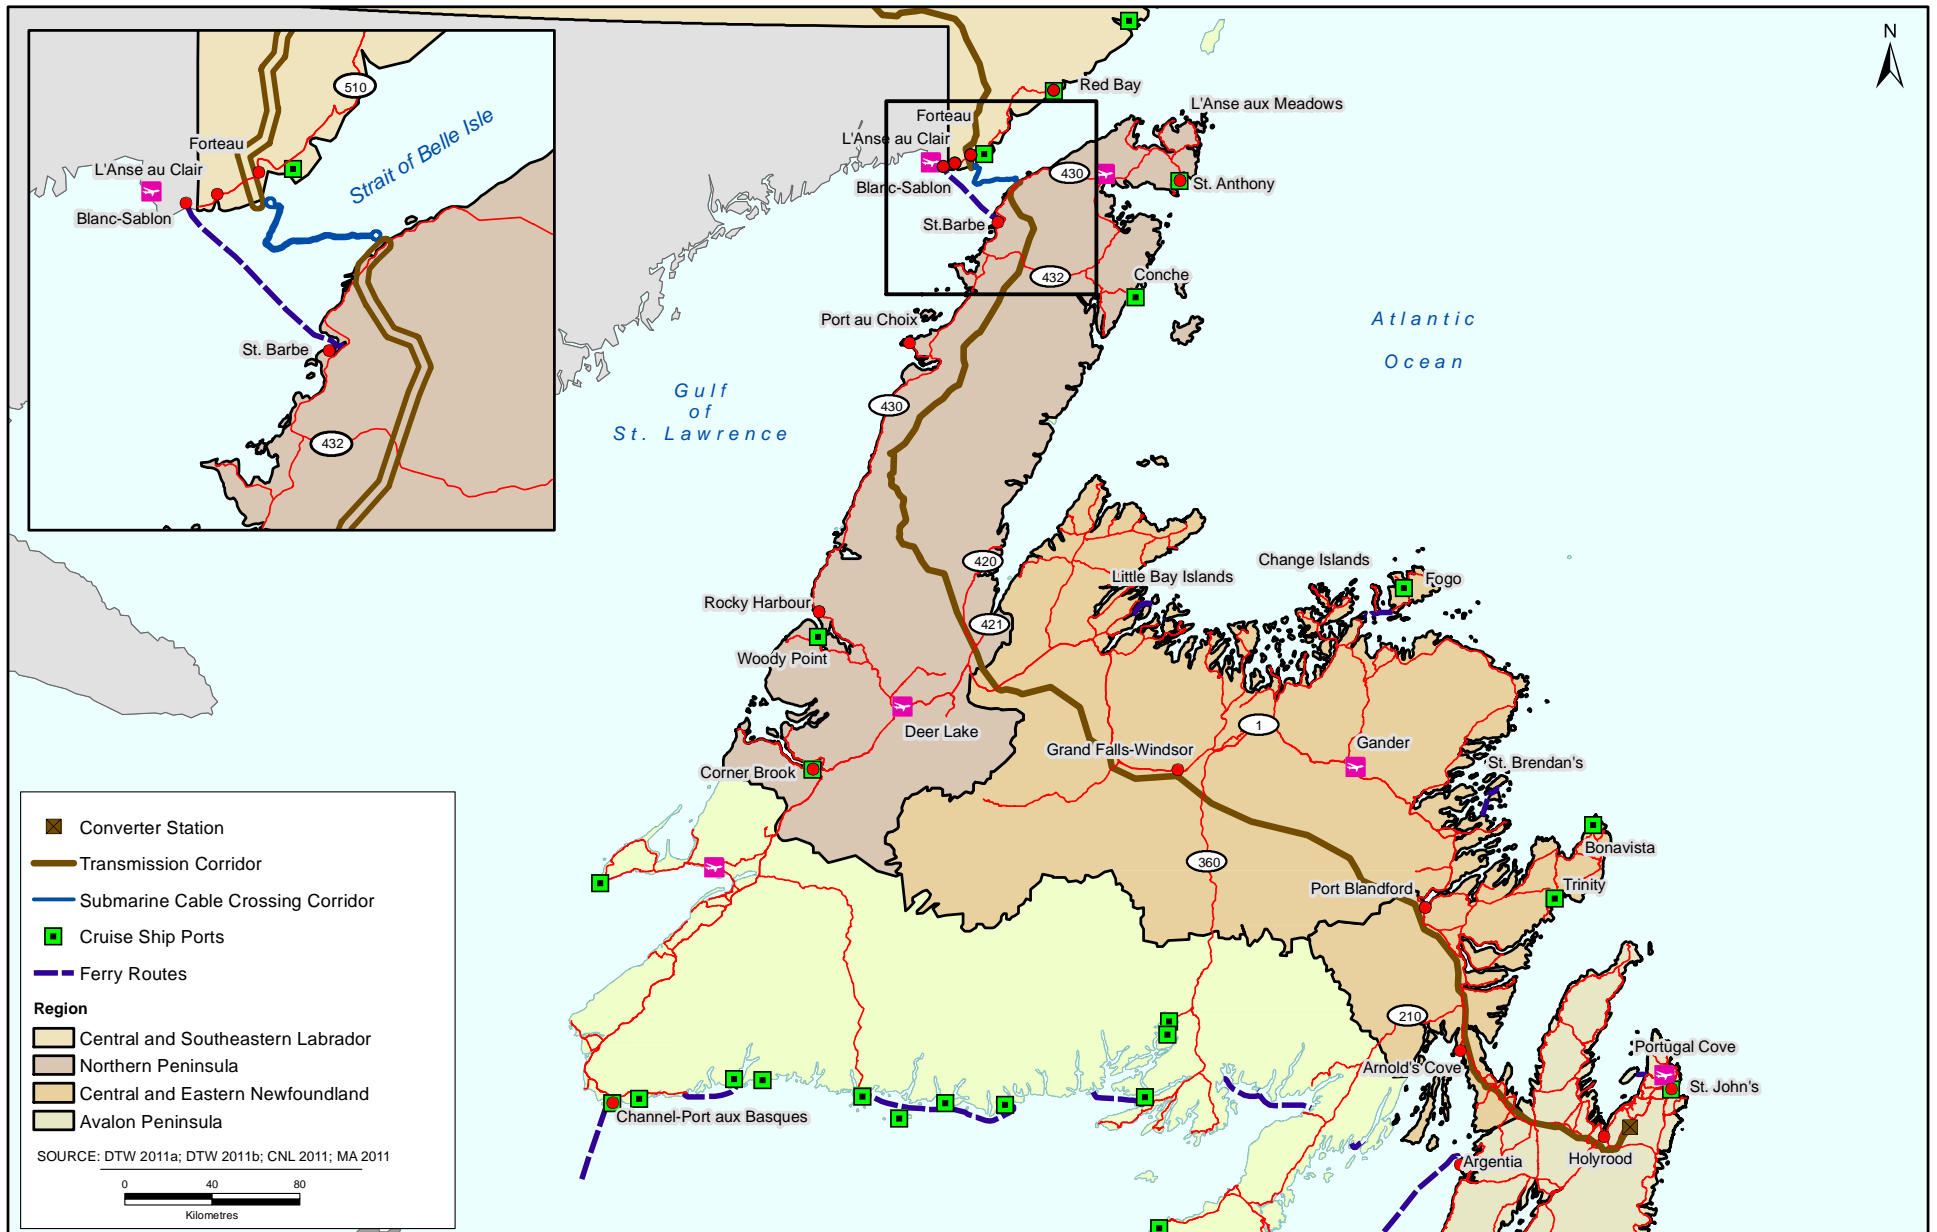 N
510
Forteau
L'Anse au Clair
Blanc-Sablon
Strait of Belle Isle
St. Barbe
432
Red Bay
L'Anse aux Meadows
Forteau
L'Anse au Clair
Blanc-Sablon
430
St. Anthony
St.Barbe
432
Conche
Port au Choix
Atlantic
Ocean
Gulf
of
St. Lawrence
430
420
Little Bay Islands
Change Islands
Fogo
Rocky Harbour
421
Woody Point
Deer Lake
1
Grand Falls-Windsor
Gander
St. Brendan's
Corner Brook
Bonavista
360
Port Blandford
Trinity
210
Arnold's Cove
Portugal Cove
St. John's
Channel-Port aux Basques
Argentia
Holyrood
Converter Station
Transmission Corridor
Submarine Cable Crossing Corridor
Cruise Ship Ports
Ferry Routes
Region
Central and Southeastern Labrador
Northern Peninsula
Central and Eastern Newfoundland
Avalon Peninsula
SOURCE: DTW 2011a; DTW 2011b; CNL 2011; MA 2011
0 40 80
Kilometres